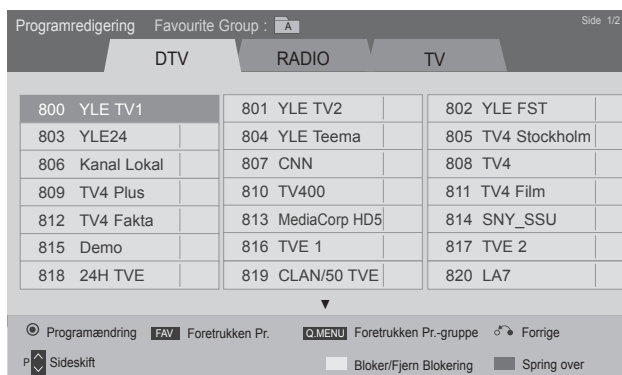 Programredigering Favourite Group : A Side 1/2
DTV RADIO TV
800 YLE TV1 801 YLE TV2 802 YLE FST
803 YLE24 804 YLE Teema 805 TV4 Stockholm
806 Kanal Lokal 807 CNN 808 TV4
809 TV4 Plus 810 TV400 811 TV4 Film
812 TV4 Fakta 813 MediaCorp HD5 814 SNY_SSU
815 Demo 816 TVE 1 817 TVE 2
818 24H TVE 819 CLAN/50 TVE 820 LA7
Programændring FAV Foretrukken Pr. Q.MENU Foretrukken Pr.-gruppe Forrige
P Sideskift Bloker/Fjern Blokering Spring over